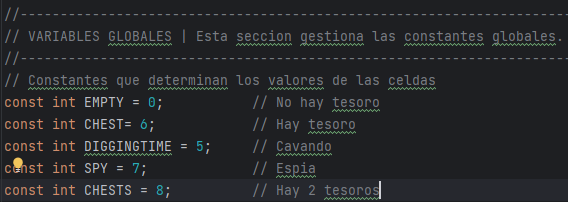 //----------------------------------------------------------------------
// VARIABLES GLOBALES | Esta seccion gestiona las constantes globales.
//----------------------------------------------------------------------
// Constantes que determinan los valores de las celdas
const int EMPTY = 0; // No hay tesoro
const int CHEST= 6; // Hay tesoro
const int DIGGINGTIME = 5; // Cavando
const int SPY = 7; // Espia
const int CHESTS = 8; // Hay 2 tesoros